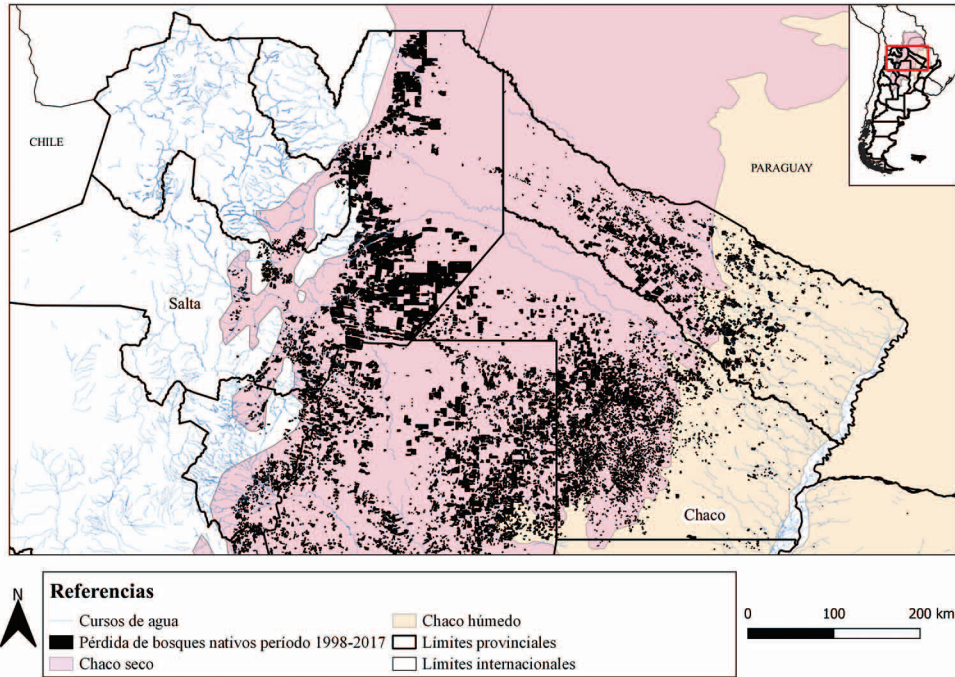 CHILE
PARAGUAY
Salta
Chaco
N
Referencias
Cursos de agua
Pérdida de bosques nativos período 1998-2017
Chaco seco
Chaco húmedo
Límites provinciales
Límites internacionales
0 100 200 km